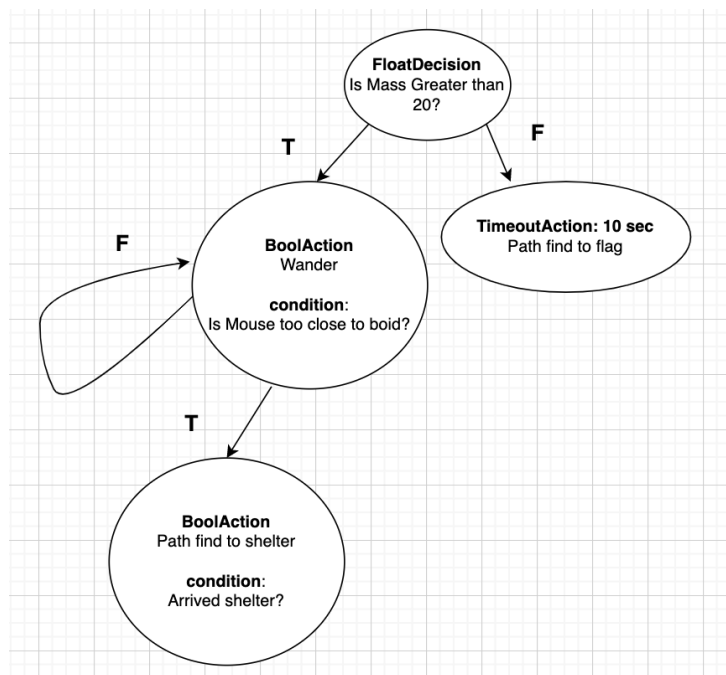 FloatDecision
Is Mass Greater than
20?
T
F
BoolAction
Wander
condition:
Is Mouse too close to boid?
TimeoutAction: 10 sec
Path find to flag
F
T
BoolAction
Path find to shelter
condition:
Arrived shelter?